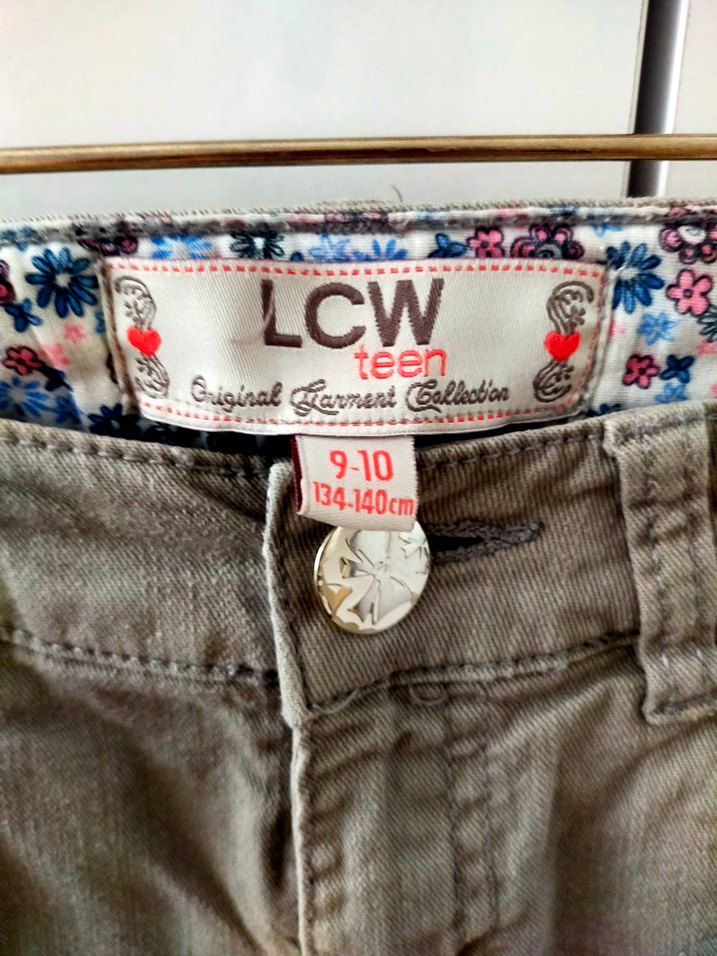 LCW
teen
Original Garment Collection
9-10
134-140cm